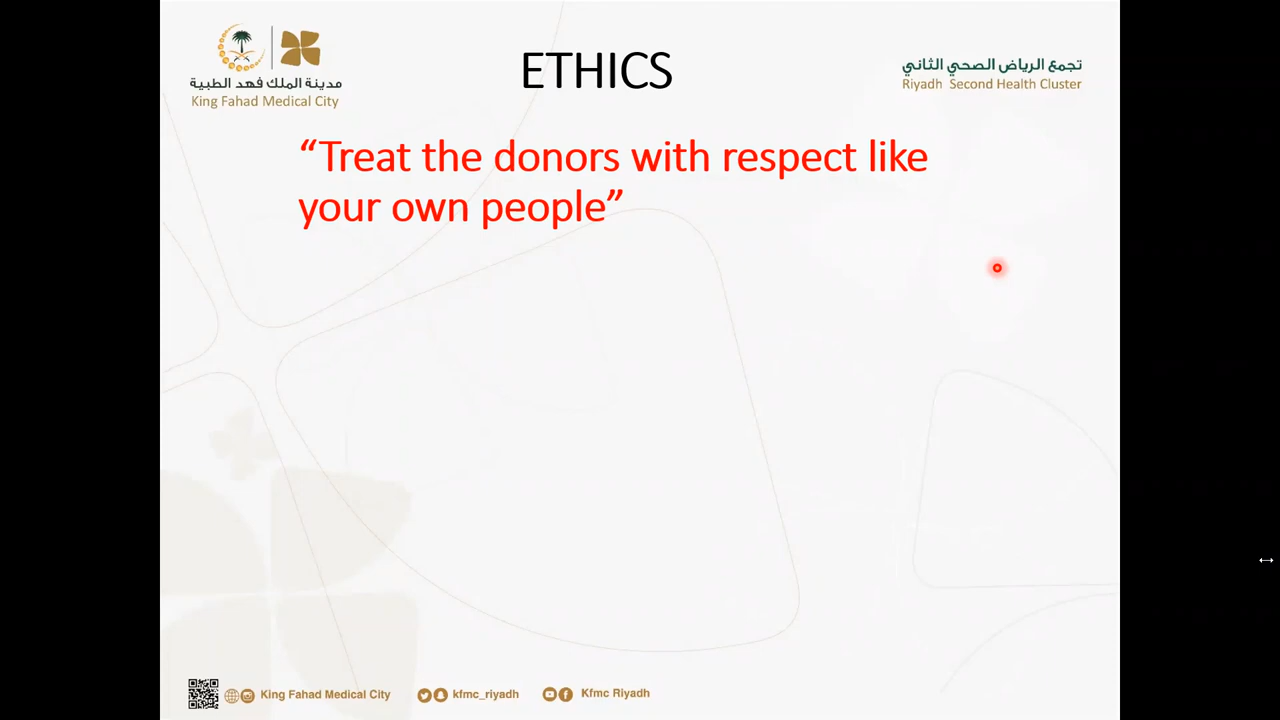 مدينة الملك فهد الطبية
King Fahad Medical City
ETHICS
تجمع الرياض الصحي الثاني
Riyadh Second Health Cluster
“Treat the donors with respect like
your own people”
King Fahad Medical City
kfmc_riyadh
Kfmc Riyadh